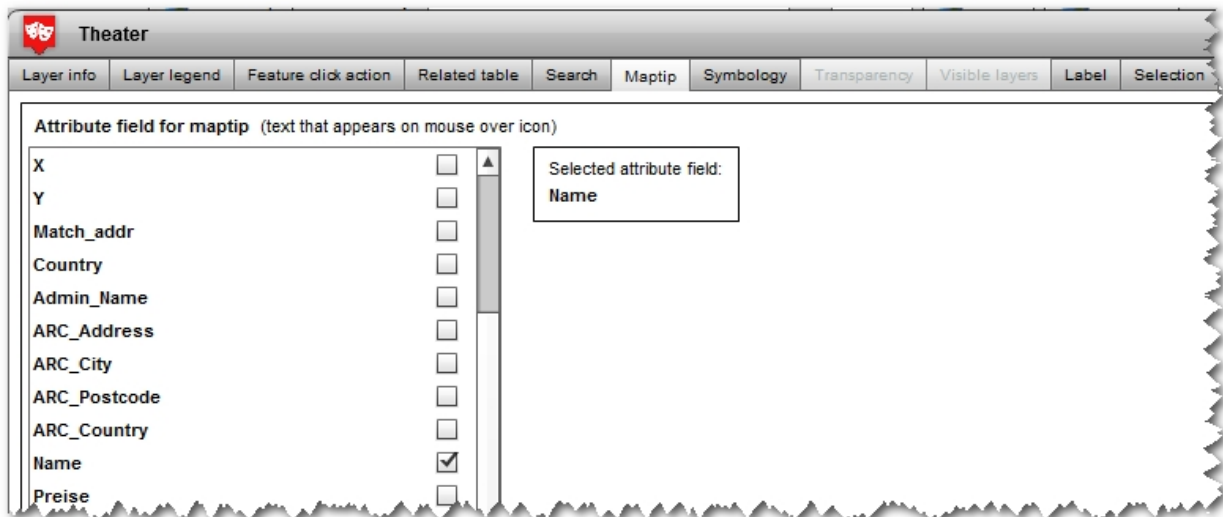 Theater
Layer info Layer legend Feature click action Related table Search Maptip Symbology Transparency Visible layers Label Selection
Attribute field for maptip (text that appears on mouse over icon)
X
Y
Match_addr
Country
Admin_Name
ARC_Address
ARC_City
ARC_Postcode
ARC_Country
Name
Preise
Selected attribute field:
Name